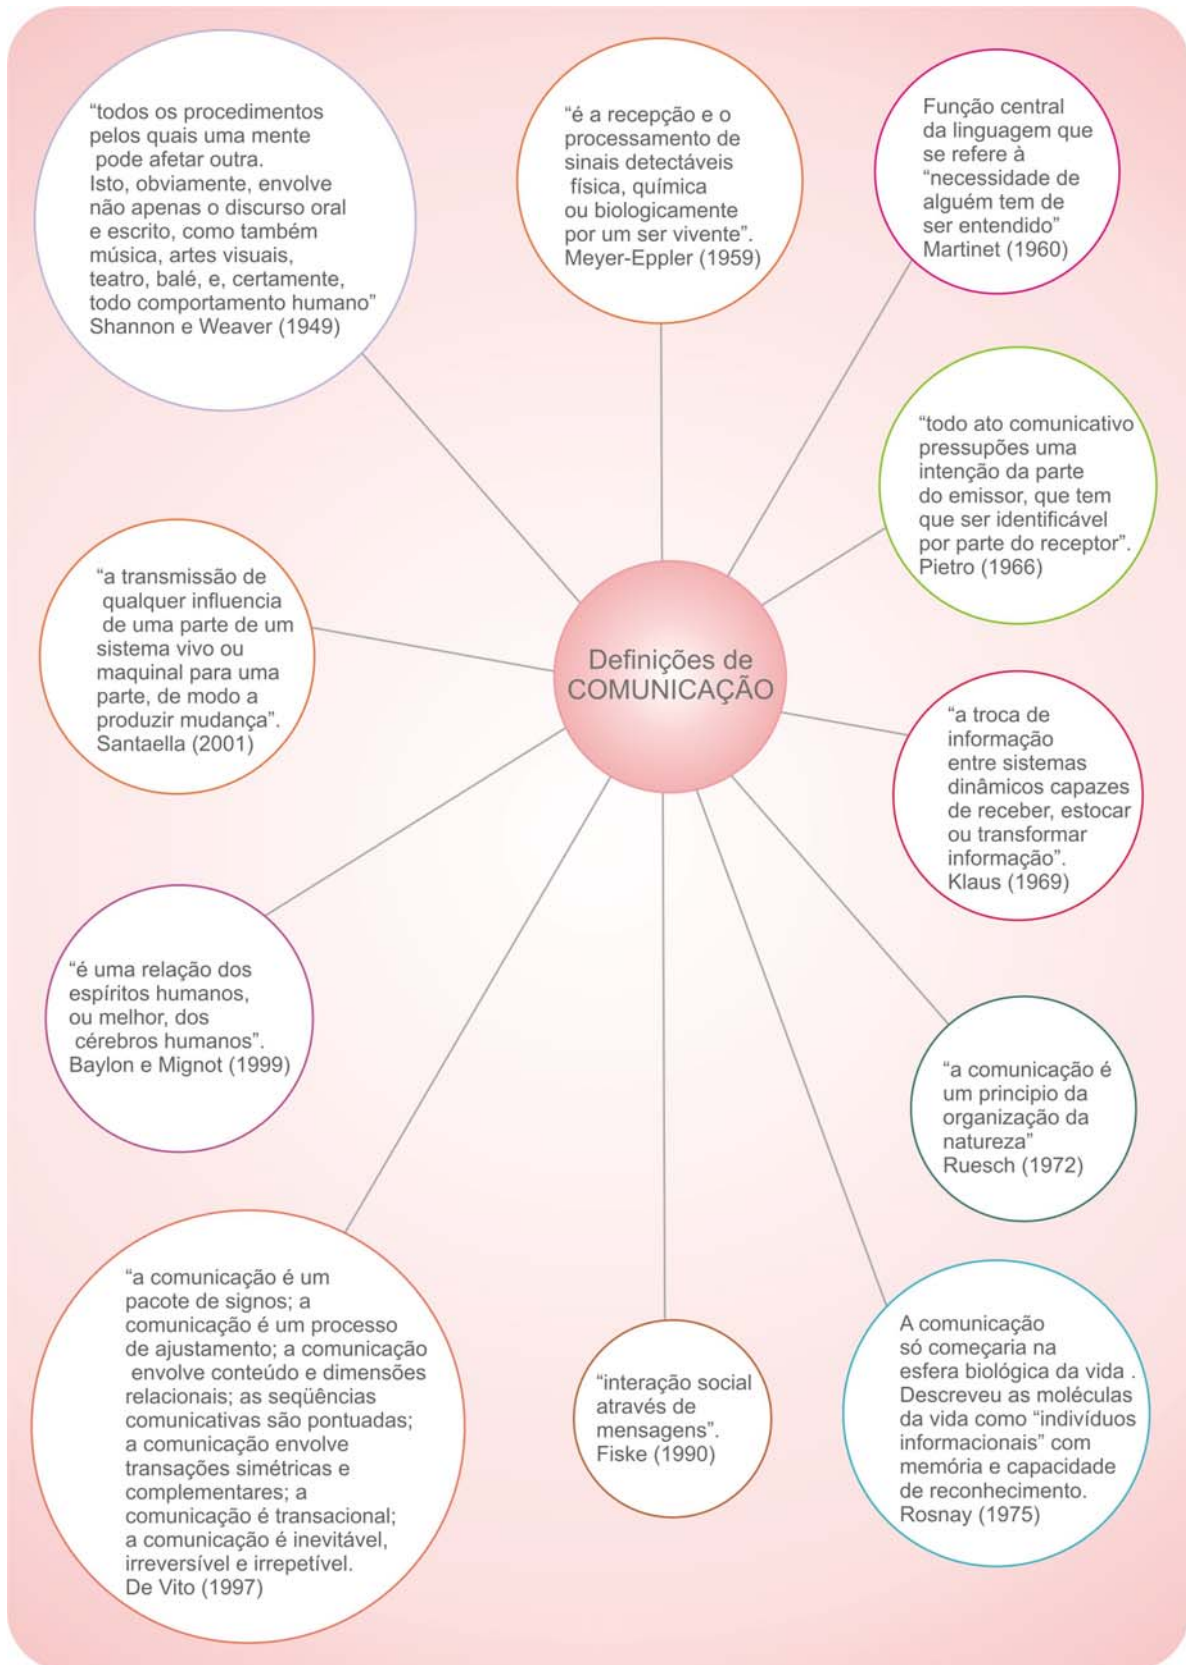 “todos os procedimentos
pelos quais uma mente
pode afetar outra.
Isto, obviamente, envolve
não apenas o discurso oral
e escrito, como também
música, artes visuais,
teatro, balé, e, certamente,
todo comportamento humano”
Shannon e Weaver (1949)
“é a recepção e o
processamento de
sinais detectáveis
física, química
ou biologicamente
por um ser vivente”.
Meyer-Eppler (1959)
Função central
da linguagem que
se refere à
“necessidade de
alguém tem de
ser entendido”
Martinet (1960)
“todo ato comunicativo
pressupões uma
intenção da parte
do emissor, que tem
que ser identificável
por parte do receptor”.
Pietro (1966)
“a transmissão de
qualquer influencia
de uma parte de um
sistema vivo ou
maquinal para uma
parte, de modo a
produzir mudança”.
Santaella (2001)
Definições de
COMUNICAÇÃO
“a troca de
informação
entre sistemas
dinâmicos capazes
de receber, estocar
ou transformar
informação”.
Klaus (1969)
“é uma relação dos
espíritos humanos,
ou melhor, dos
cérebros humanos”.
Baylon e Mignot (1999)
“a comunicação é
um principio da
organização da
natureza”
Ruesch (1972)
“a comunicação é um
pacote de signos; a
comunicação é um processo
de ajustamento; a comunicação
envolve conteúdo e dimensões
relacionais; as seqüências
comunicativas são pontuadas;
a comunicação envolve
transações simétricas e
complementares; a
comunicação é transacional;
a comunicação é inevitável,
irreversível e irrepetível.
De Vito (1997)
“interação social
através de
mensagens”.
Fiske (1990)
A comunicação
só começaria na
esfera biológica da vida .
Descreveu as moléculas
da vida como “indivíduos
informacionais” com
memória e capacidade
de reconhecimento.
Rosnay (1975)